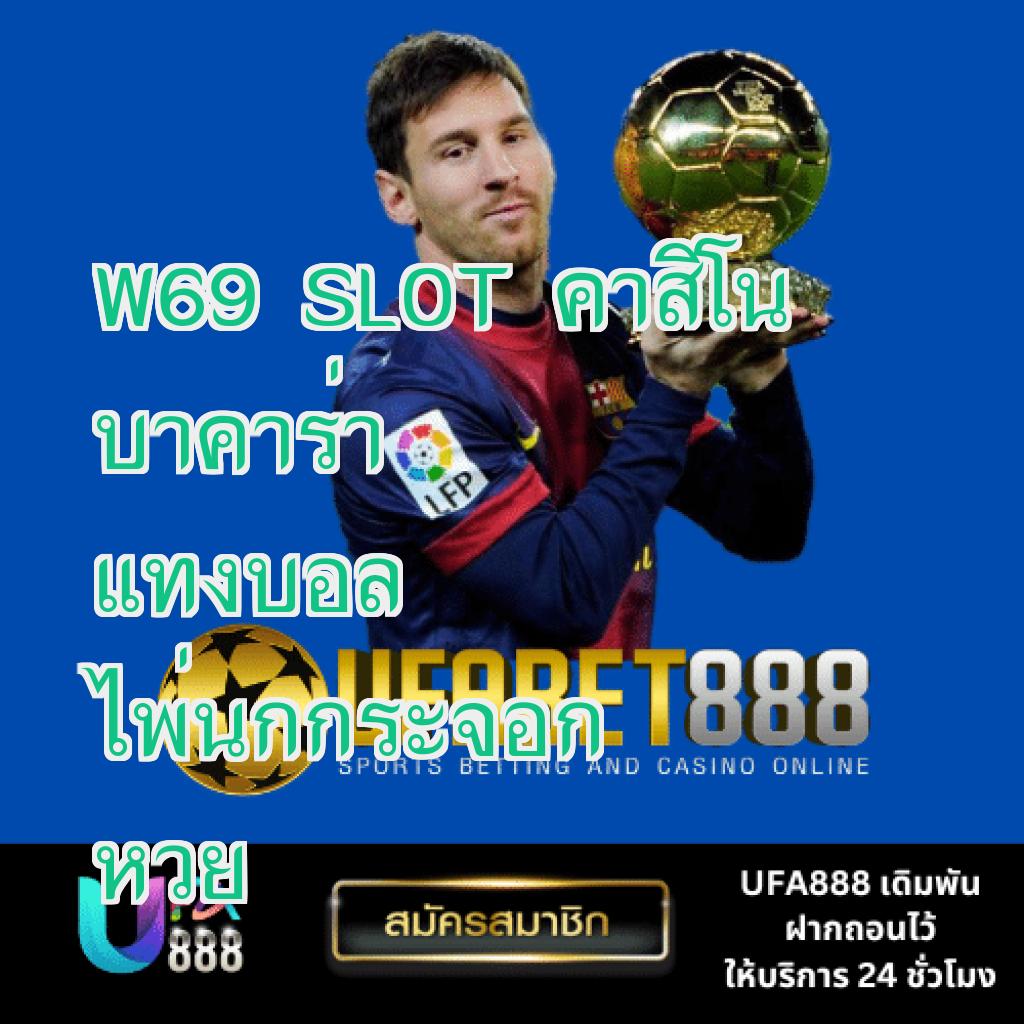 W69 SLOT คาสิโน
บาคาร่า
LFP
แทงบอล
UFABET888
ไพ่นกกระจอก
SPORTS BETTING AND CASINO ONLINE
หวย
888
สมัครสมาชิก
UFA888 เดิมพัน
ฝากถอนไว้
ให้บริการ 24 ชั่วโมง